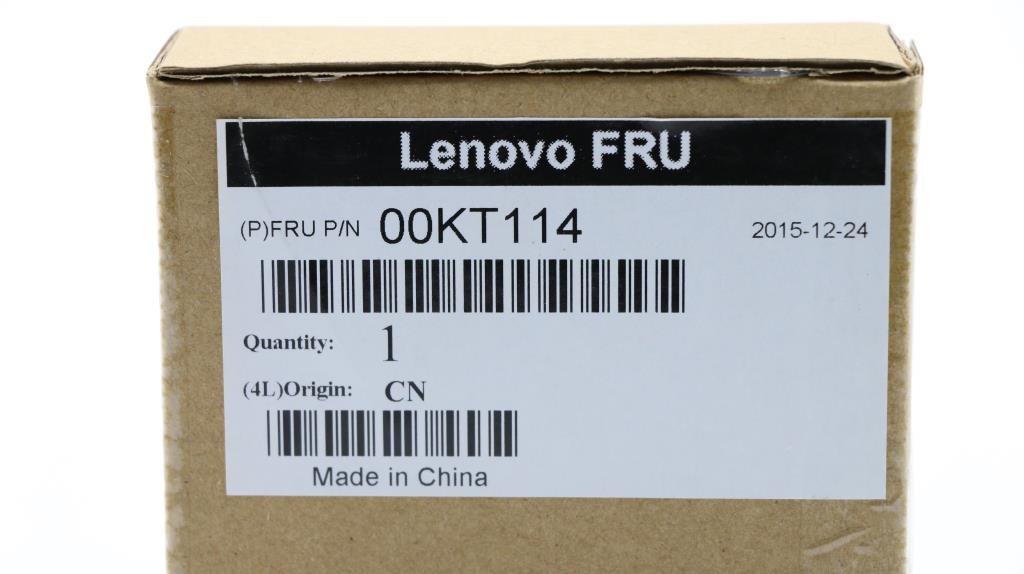 Lenovo FRU
(P)FRU P/N 00KT114 2015-12-24
Quantity: 1
(4L)Origin: CN
Made in China